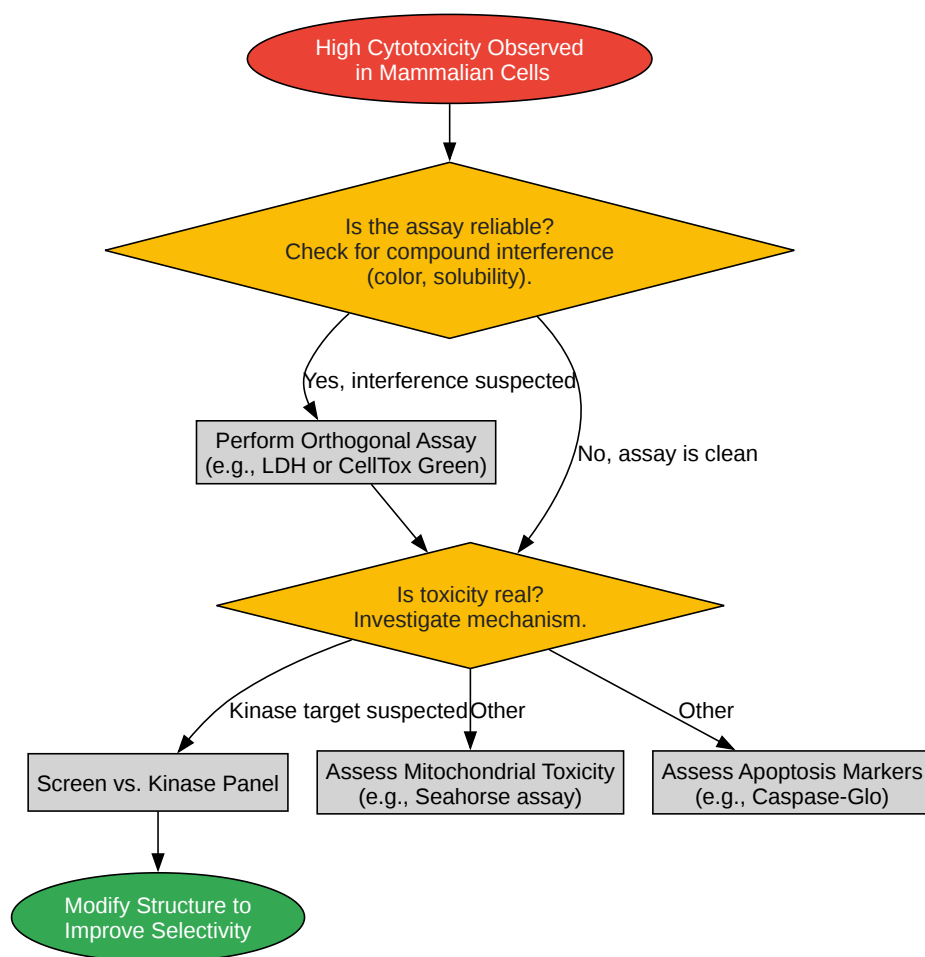 High Cytotoxicity Observed
in Mammalian Cells
Is the assay reliable?
Check for compound interference
(color, solubility).
Yes, interference suspected
Perform Orthogonal Assay
(e.g., LDH or CellTox Green)
No, assay is clean
Is toxicity real?
Investigate mechanism.
Kinase target suspected
Other
Other
Screen vs. Kinase Panel
Assess Mitochondrial Toxicity
(e.g., Seahorse assay)
Assess Apoptosis Markers
(e.g., Caspase-Glo)
Modify Structure to
Improve Selectivity